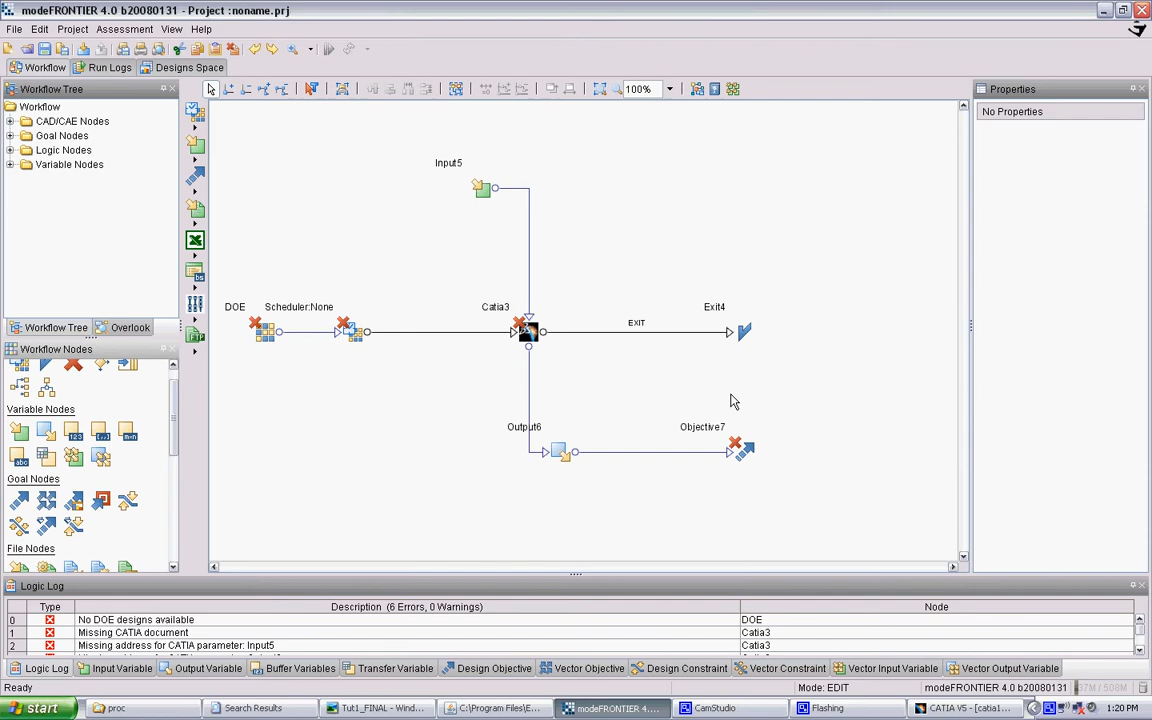 modeFRONTIER 4.0 b20080131 - Project :noname.prj
File Edit Project Assessment View Help
Workflow Run Logs Designs Space
Workflow Tree
100%
Properties
Workflow
No Properties
CAD/CAE Nodes
Goal Nodes
Logic Nodes
Variable Nodes
Input5
DOE Scheduler:None Catia3 Exit4
EXIT
Workflow Tree Overlook
Workflow Nodes
Variable Nodes
Output6 Objective7
Goal Nodes
File Nodes
Logic Log
Type Description (6 Errors, 0 Warnings) Node
0 No DOE designs available DOE
1 Missing CATIA document Catia3
2 Missing address for CATIA parameter: Input5 Catia3
Logic Log Input Variable Output Variable Buffer Variables Transfer Variable Design Objective Vector Objective Design Constraint Vector Constraint Vector Input Variable Vector Output Variable
Ready Mode: EDIT modeFRONTIER 4.0 b20080131 37M / 508M
start proc Search Results Tut1_FINAL - Wind... C:\Program Files\E... modeFRONTIER 4.... CamStudio Flashing CATIA V5 - [catia1... 1:20 PM